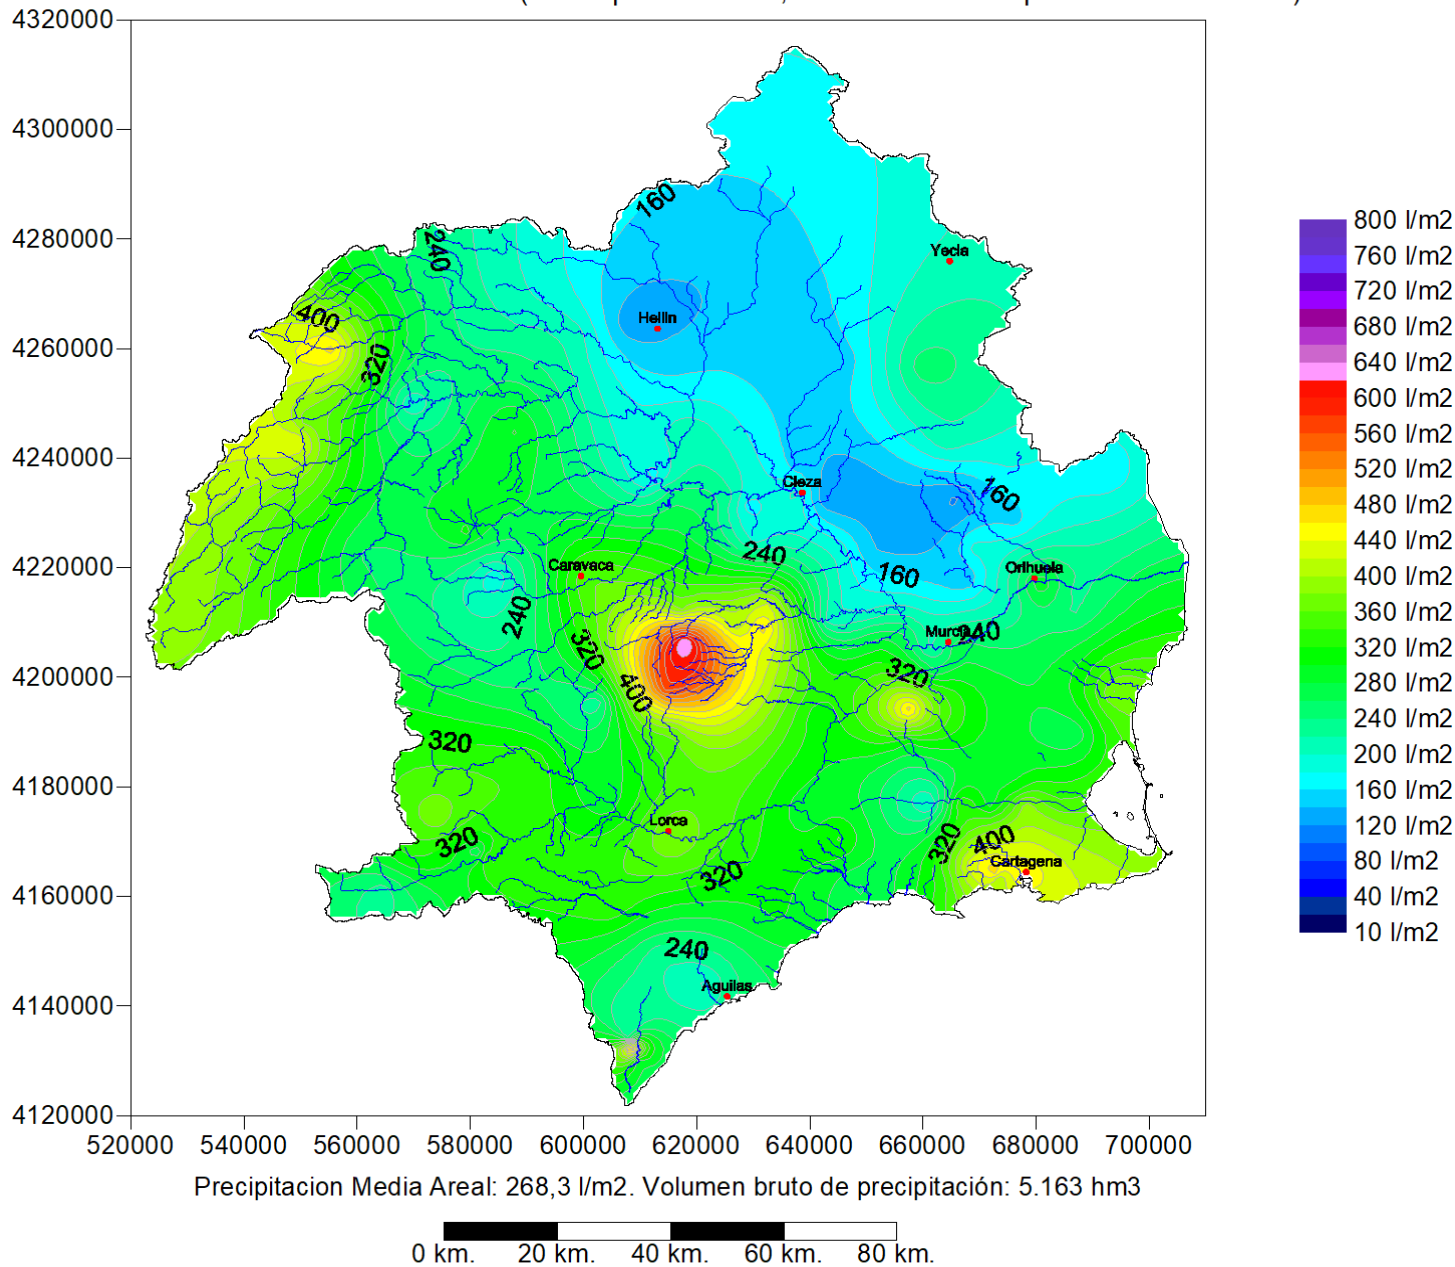 4320000
4300000
4280000
4260000
4240000
4220000
4200000
4180000
4160000
4140000
4120000
520000 540000 560000 580000 600000 620000 640000 660000 680000 700000
160
240
Yecla
400
Hellin
320
Cieza
160
240
Caravaca
160
Orihuela
240
Murcia
240
320
320
400
320
Lorca
320
320
400
Cartagena
320
240
Aguilas
800 l/m2
760 l/m2
720 l/m2
680 l/m2
640 l/m2
600 l/m2
560 l/m2
520 l/m2
480 l/m2
440 l/m2
400 l/m2
360 l/m2
320 l/m2
280 l/m2
240 l/m2
200 l/m2
160 l/m2
120 l/m2
80 l/m2
40 l/m2
10 l/m2
Precipitacion Media Areal: 268,3 l/m2. Volumen bruto de precipitación: 5.163 hm3
0 km. 20 km. 40 km. 60 km. 80 km.